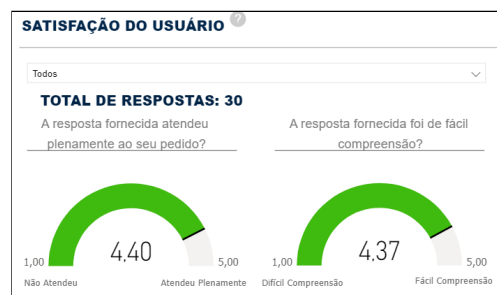 SATISFAÇÃO DO USUÁRIO ?
Todos
TOTAL DE RESPOSTAS: 30
A resposta fornecida atendeu
plenamente ao seu pedido?
4,40
1,00
5,00
Não Atendeu
Atendeu Plenamente
A resposta fornecida foi de fácil
compreensão?
4,37
1,00
5,00
Difícil Compreensão
Fácil Compreensão